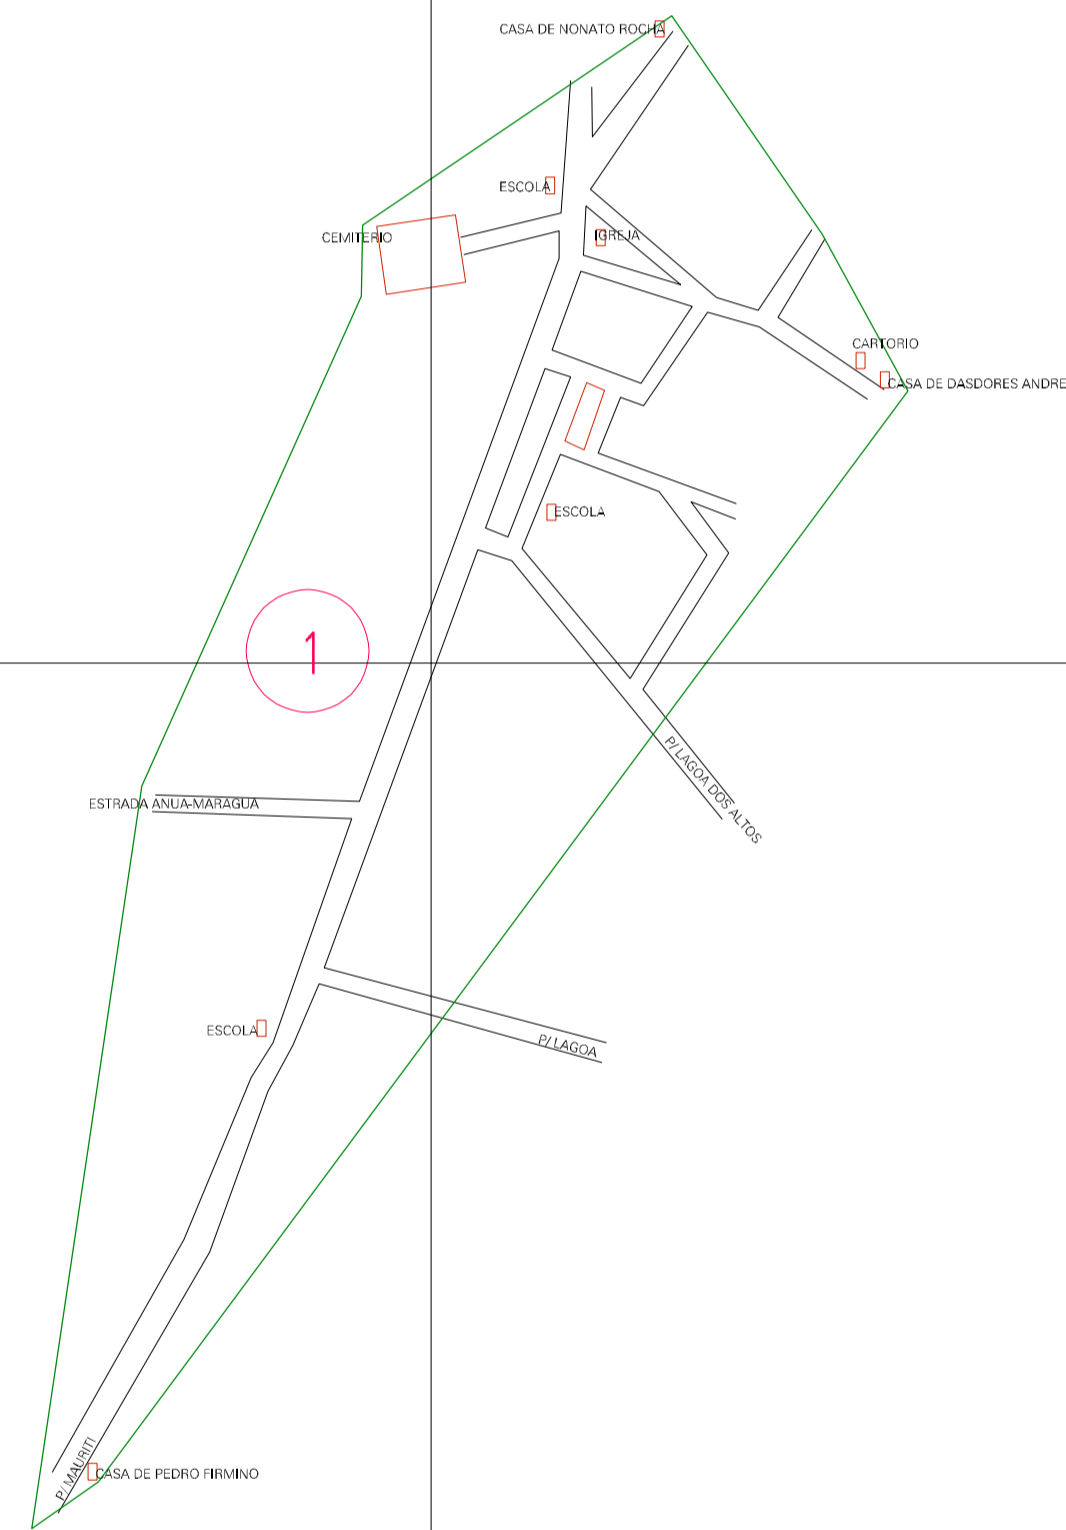 CASA DE NONATO ROCHA
ESCOLA
IGREJA
CEMITERIO
CARTORIO
CASA DE DASDORES ANDRE
ESCOLA
1
P/ LAGOA DOS ALTOS
ESTRADA ANUA-MARAGUA
ESCOLA
P/ LAGOA
P/ MAURITI
CASA DE PEDRO FIRMINO